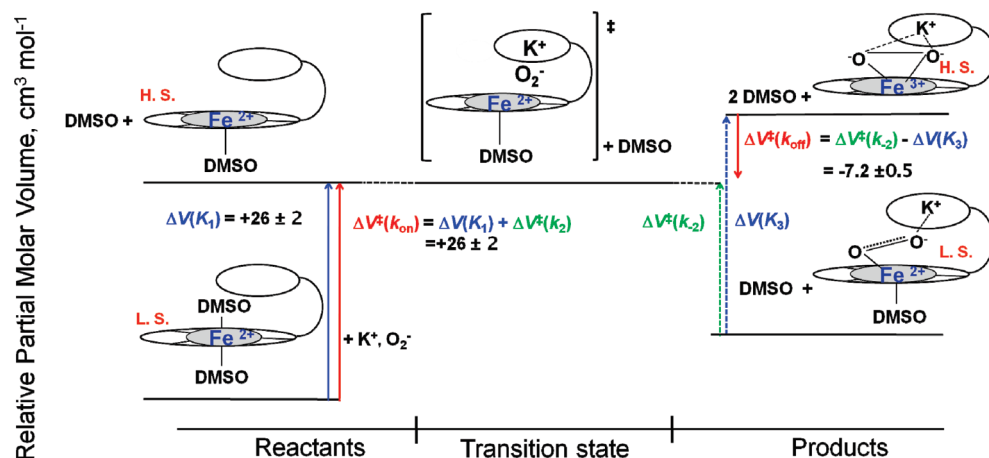 Relative Partial Molar Volume, cm³ mol⁻¹
H. S.
Fe 2+
DMSO +
DMSO
ΔV(K₁) = +26 ± 2
L. S.
DMSO
Fe 2+
DMSO
+ K⁺, O₂⁻
‡
K⁺
O₂⁻
Fe 2+
DMSO
+ DMSO
ΔV‡(kon) = ΔV(K₁) + ΔV‡(k₂)
=+26 ± 2
K⁺
⁻O O⁻
H. S.
Fe 3+
2 DMSO +
ΔV‡(koff) = ΔV‡(k₋₂) - ΔV(K₃)
= -7.2 ±0.5
ΔV‡(k₋₂) ΔV(K₃)
K⁺
O O⁻
L. S.
Fe 2+
DMSO +
DMSO
Reactants Transition state Products